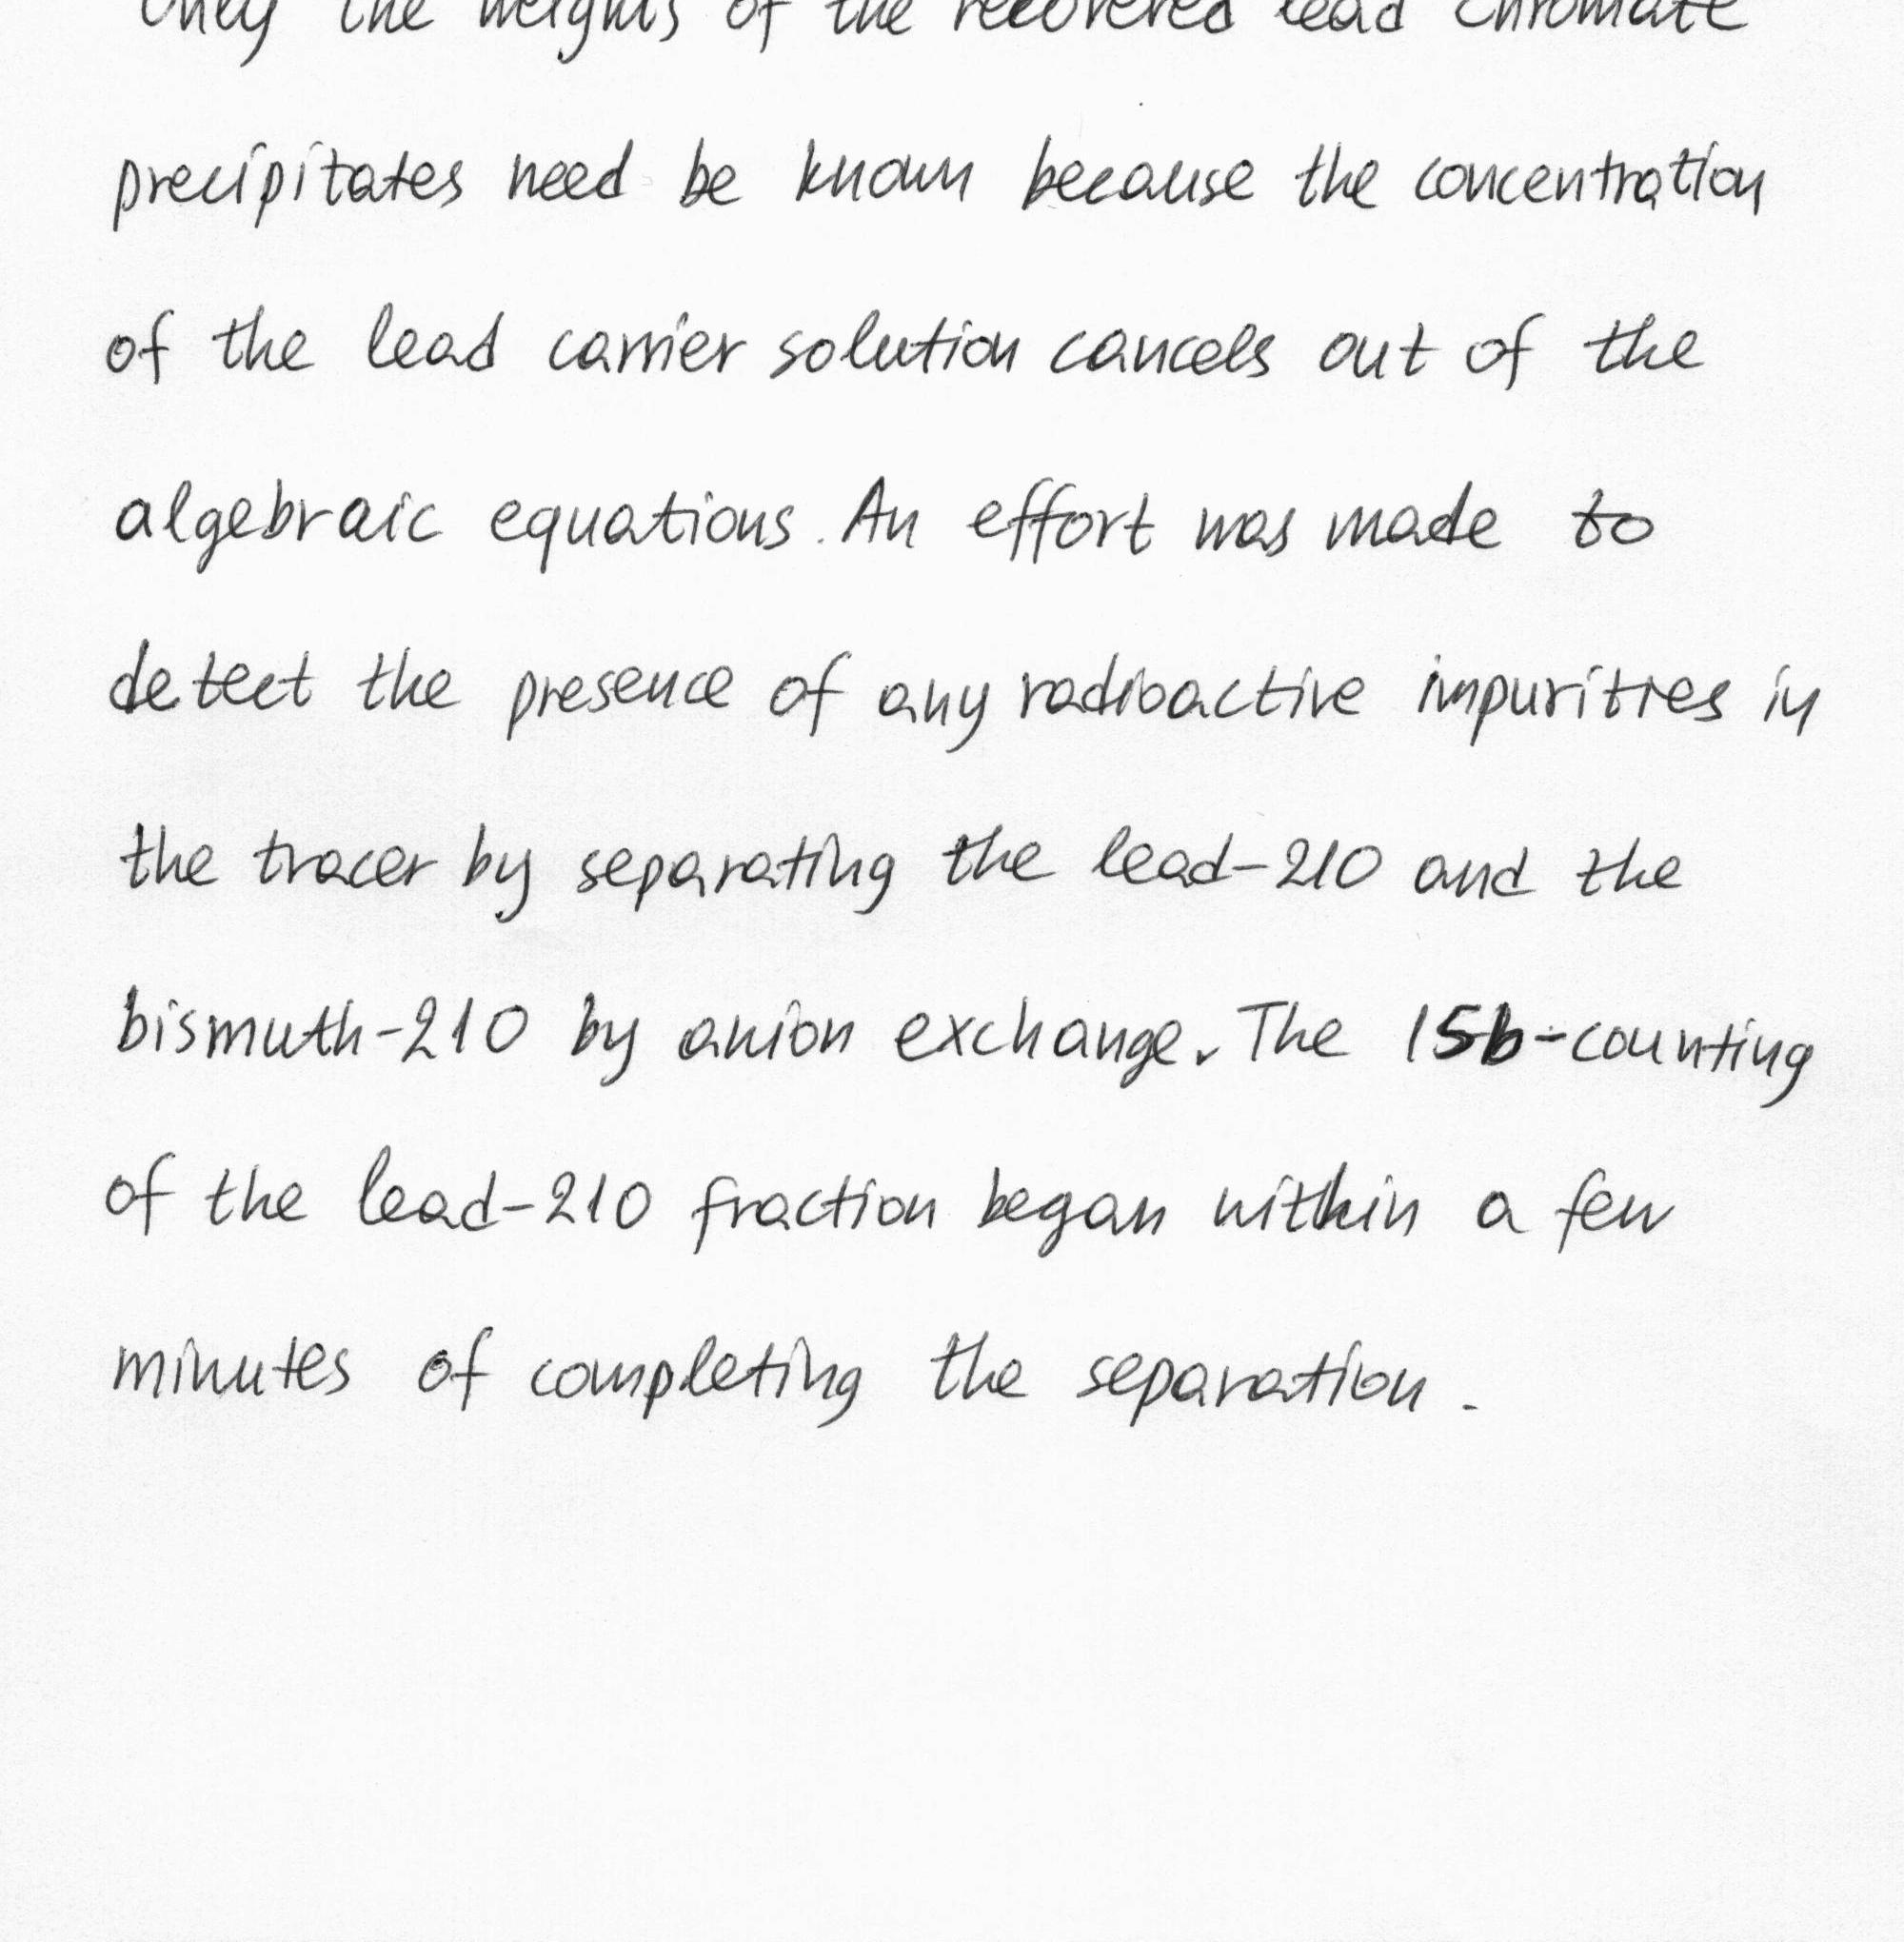 Only the weights of the recovered lead chromate
precipitates need be known because the concentration
of the lead carrier solution cancels out of the
algebraic equations. An effort was made to
detect the presence of any radioactive impurities in
the tracer by separating the lead-210 and the
bismuth-210 by anion exchange. The 15b-counting
of the lead-210 fraction began within a few
minutes of completing the separation.